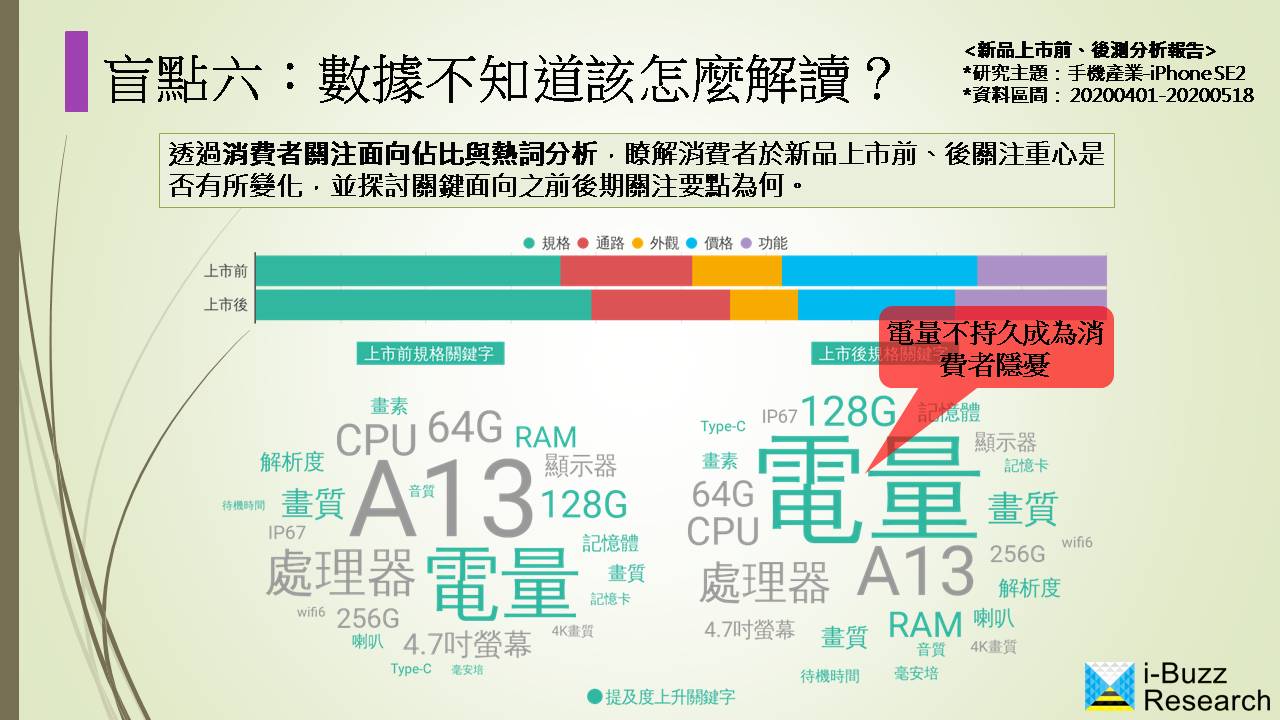 盲點六：數據不知道該怎麼解讀？
<新品上市前、後測分析報告>
*研究主題：手機產業-iPhone SE2
*資料區間： 20200401-20200518
透過消費者關注面向佔比與熱詞分析，瞭解消費者於新品上市前、後關注重心是
否有所變化，並探討關鍵面向之前後期關注要點為何。
規格 通路 外觀 價格 功能
上市前
上市後
電量不持久成為消
費者隱憂
上市前規格關鍵字
畫素
CPU 64G RAM
解析度 A13 音質 顯示器
待機時間 畫質 128G
IP67
處理器 電量 記憶體
畫質
記憶卡
wifi6 256G
喇叭 4.7吋螢幕 4K畫質
Type-C 毫安培
上市後規格關鍵字
Type-C IP67 128G 記憶體
畫素 電量 顯示器
記憶卡
64G 畫質
CPU wifi6
處理器 A13 256G
解析度
4.7吋螢幕 畫質 RAM 喇叭
音質 4K畫質
待機時間 毫安培
提及度上升關鍵字
i-Buzz
Research